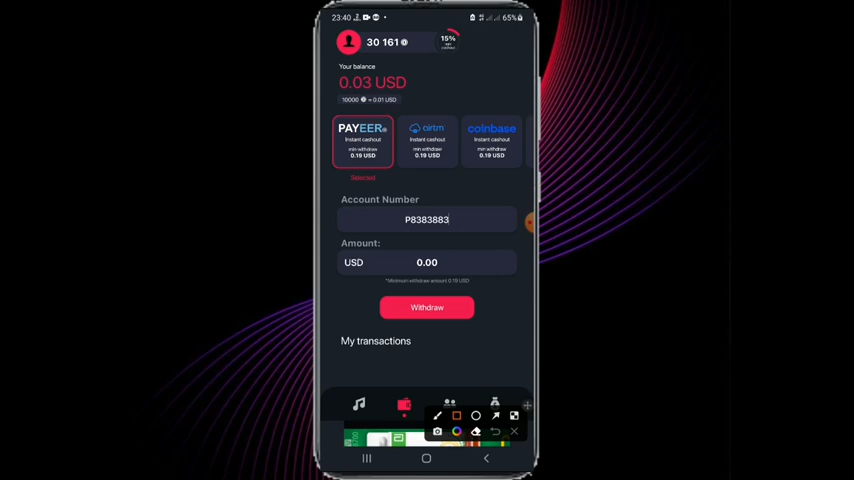 23:40 65%
30 161
15%
Your balance
0.03 USD
10000 = 0.01 USD
PAYEER airtm coinbase
Instant cashout Instant cashout Instant cashout
min withdraw min withdraw min withdraw
0.19 USD 0.19 USD 0.19 USD
Selected
Account Number
P8383883
Amount:
USD 0.00
*Minimum withdraw amount 0.19 USD
Withdraw
My transactions